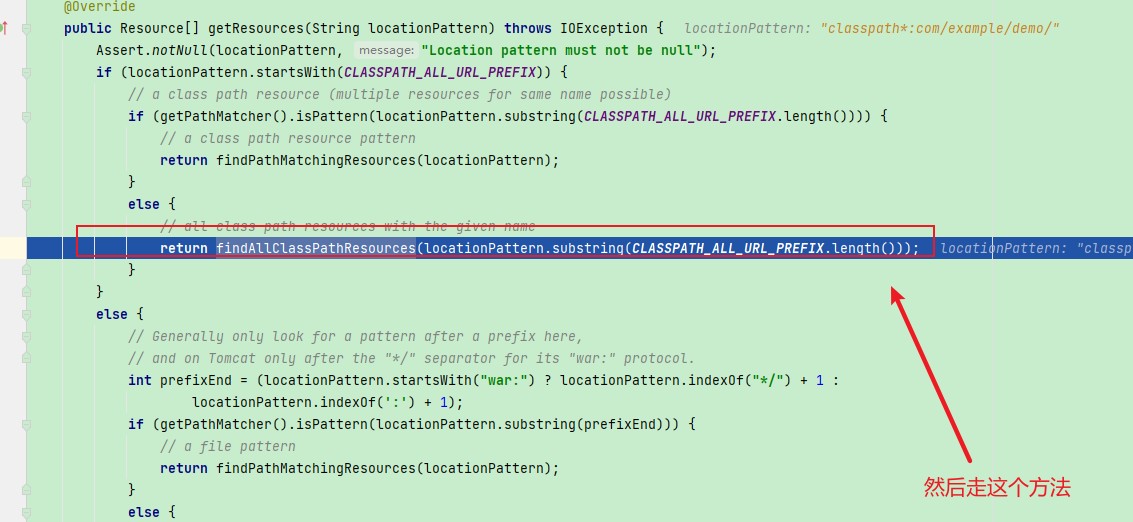 @Override
public Resource[] getResources(String locationPattern) throws IOException { locationPattern: "classpath*:com/example/demo/"
Assert.notNull(locationPattern, message: "Location pattern must not be null");
if (locationPattern.startsWith(CLASSPATH_ALL_URL_PREFIX)) {
// a class path resource (multiple resources for same name possible)
if (getPathMatcher().isPattern(locationPattern.substring(CLASSPATH_ALL_URL_PREFIX.length()))) {
// a class path resource pattern
return findPathMatchingResources(locationPattern);
}
else {
// all class path resources with the given name
return findAllClassPathResources(locationPattern.substring(CLASSPATH_ALL_URL_PREFIX.length())); locationPattern: "classp
}
}
else {
// Generally only look for a pattern after a prefix here,
// and on Tomcat only after the "*/" separator for its "war:" protocol.
int prefixEnd = (locationPattern.startsWith("war:") ? locationPattern.indexOf("*/") + 1 :
locationPattern.indexOf(':') + 1);
if (getPathMatcher().isPattern(locationPattern.substring(prefixEnd))) {
// a file pattern
return findPathMatchingResources(locationPattern);
}
然后走这个方法
else {